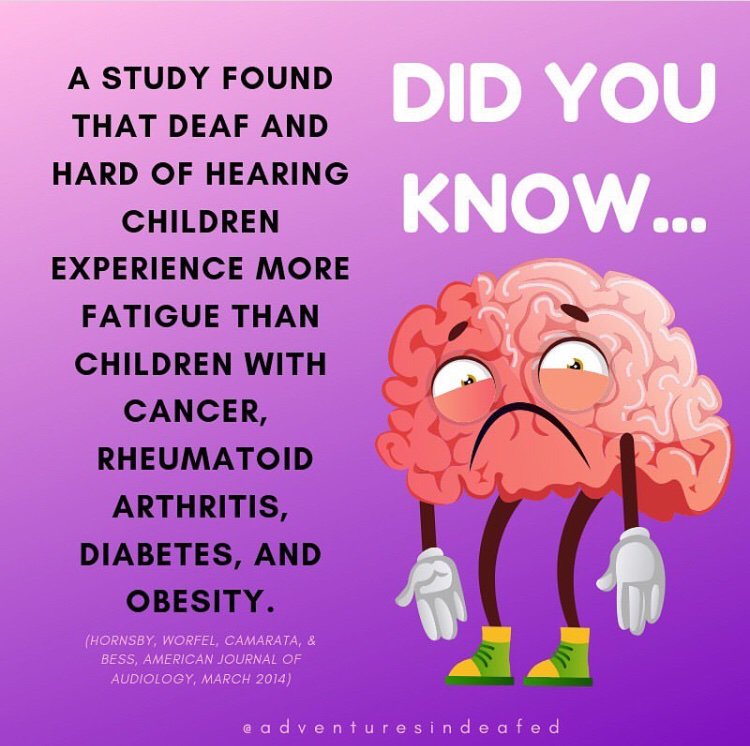 DID YOU
KNOW...
A STUDY FOUND
THAT DEAF AND
HARD OF HEARING
CHILDREN
EXPERIENCE MORE
FATIGUE THAN
CHILDREN WITH
CANCER,
RHEUMATOID
ARTHRITIS,
DIABETES, AND
OBESITY.
(HORNSBY, WORFEL, CAMARATA, &
BESS, AMERICAN JOURNAL OF
AUDIOLOGY, MARCH 2014)
@adventuresindeafed